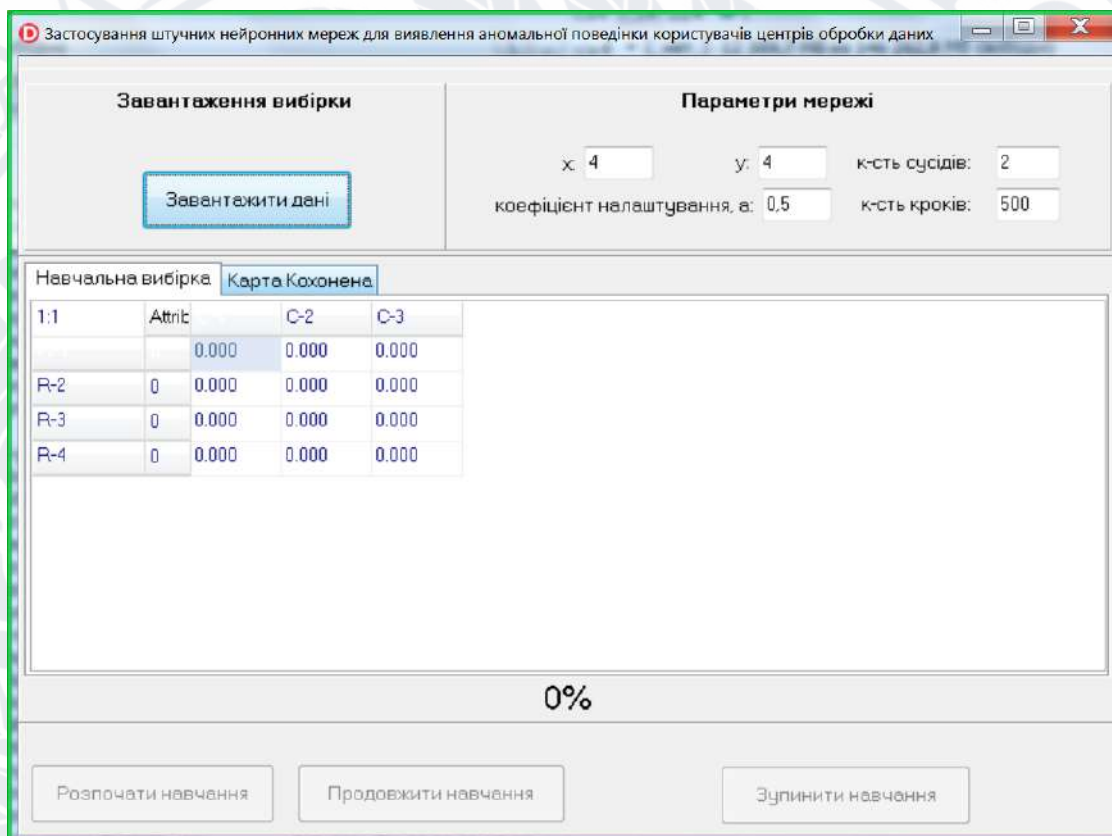 Застосування штучних нейронних мереж для виявлення аномальної поведінки користувачів центрів обробки даних
Завантаження вибірки
Параметри мережі
x: 4 y: 4 к-сть сусідів: 2
Завантажити дані
коефіцієнт налаштування, a: 0,5 к-сть кроків: 500
Навчальна вибірка Карта Кохонена
1:1 Attrib C-2 C-3
0.000 0.000 0.000
R-2 0 0.000 0.000 0.000
R-3 0 0.000 0.000 0.000
R-4 0 0.000 0.000 0.000
0%
Розпочати навчання Продовжити навчання Зупинити навчання